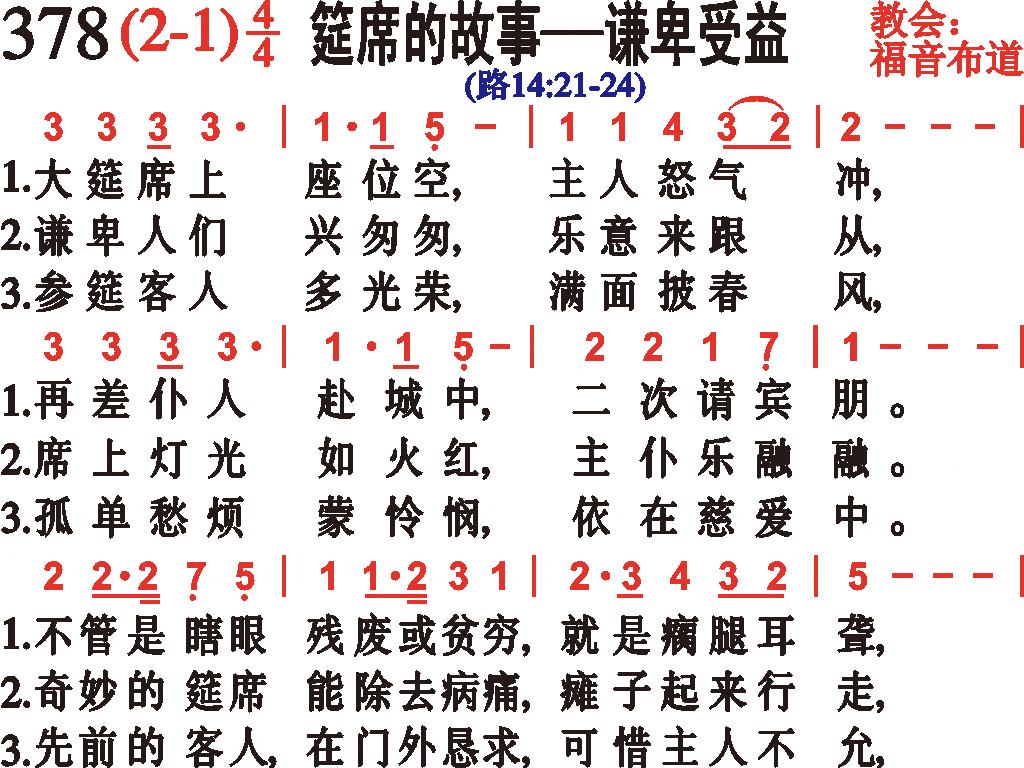 378 (2-1) 4/4 筵席的故事—谦卑受益 教会：
福音布道
(路14:21-24)
3 3 3 3· | 1·1 5 – | 1 1 4 3 2 | 2 – – – |
1.大筵席上 座位空, 主人怒气 冲,
2.谦卑人们 兴匆匆, 乐意来跟 从,
3.参筵客人 多光荣, 满面披春 风,
3 3 3 3· | 1·1 5 – | 2 2 1 7 | 1 – – – |
1.再差仆人 赴城中, 二次请宾朋。
2.席上灯光 如火红, 主仆乐融融。
3.孤单愁烦 蒙怜悯, 依在慈爱中。
2 2·2 7 5 | 1 1·2 3 1 | 2·3 4 3 2 | 5 – – – |
1.不管是瞎眼 残废或贫穷, 就是瘸腿耳 聋,
2.奇妙的筵席 能除去病痛, 瘫子起来行 走,
3.先前的客人, 在门外恳求, 可惜主人不 允,